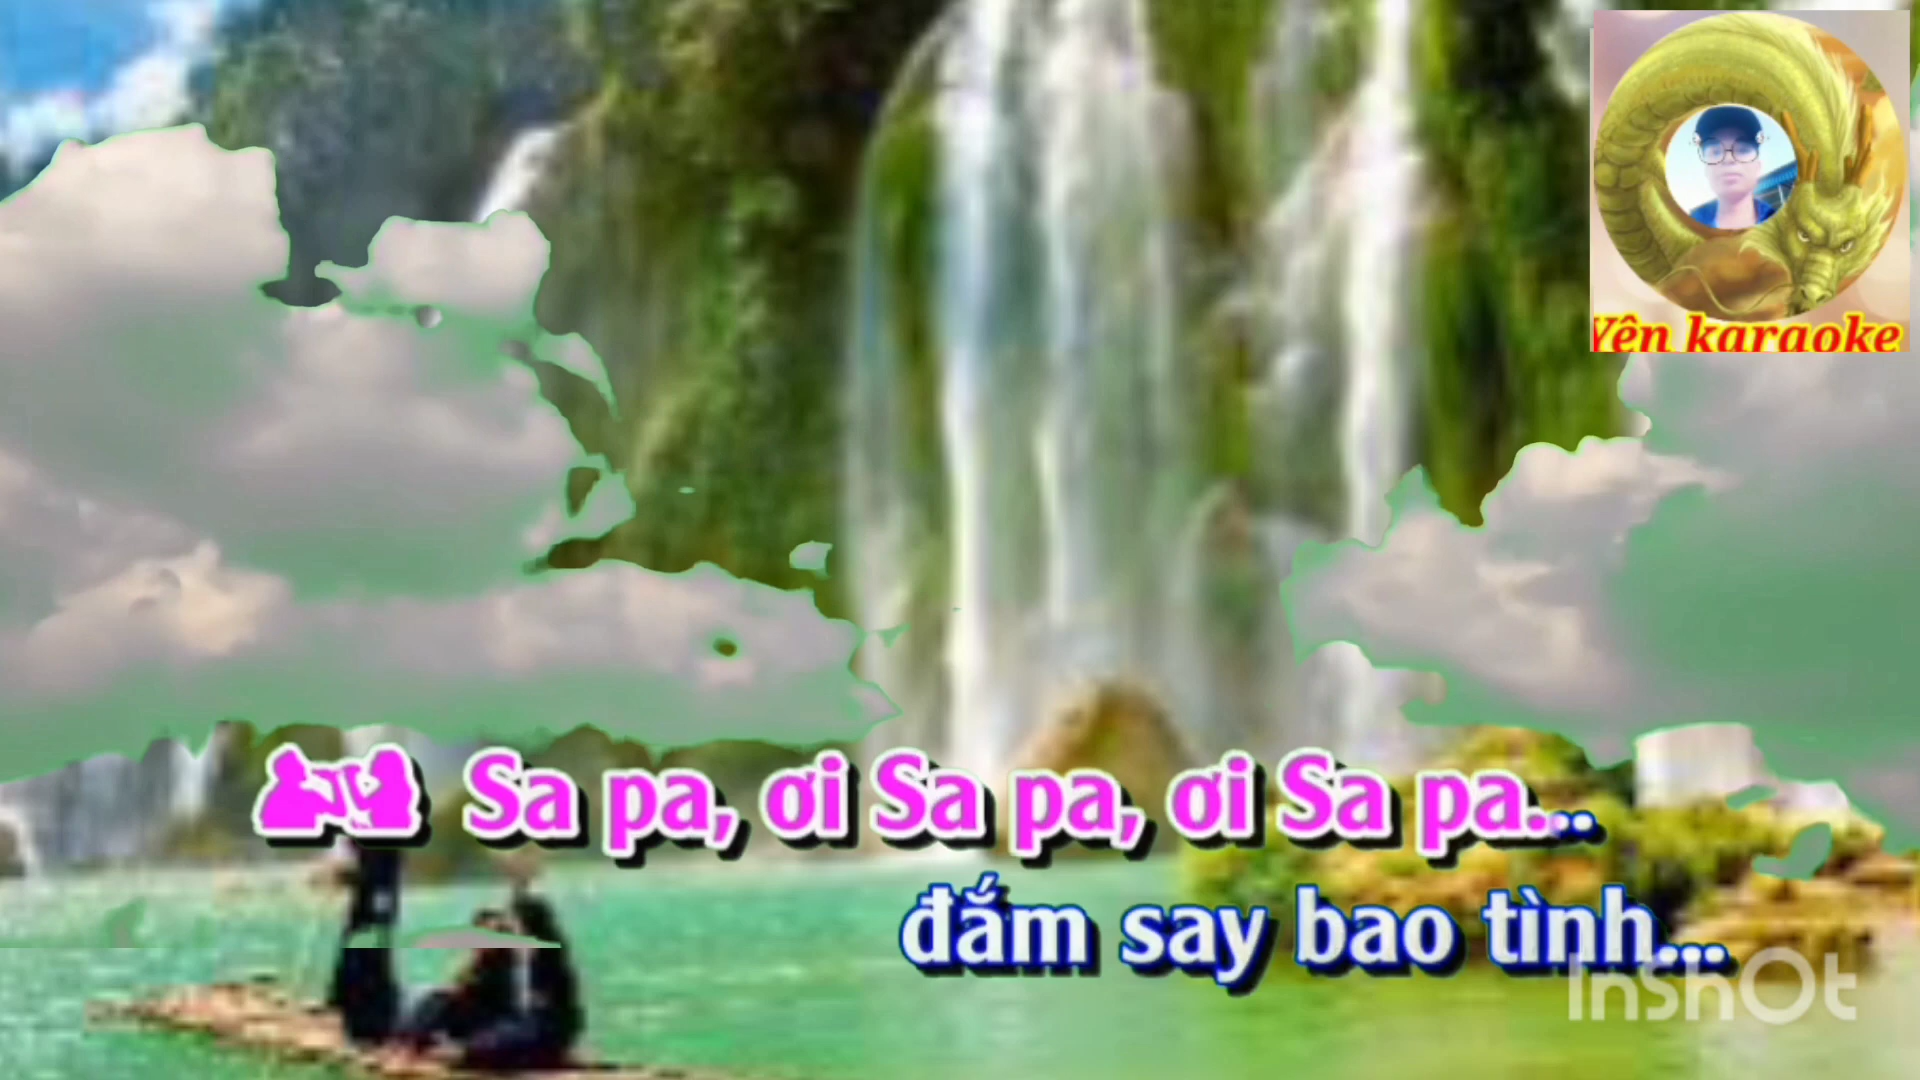 Yên karaoke
Sa pa, ơi Sa pa, ơi Sa pa...
đắm say bao tình...
InShOt